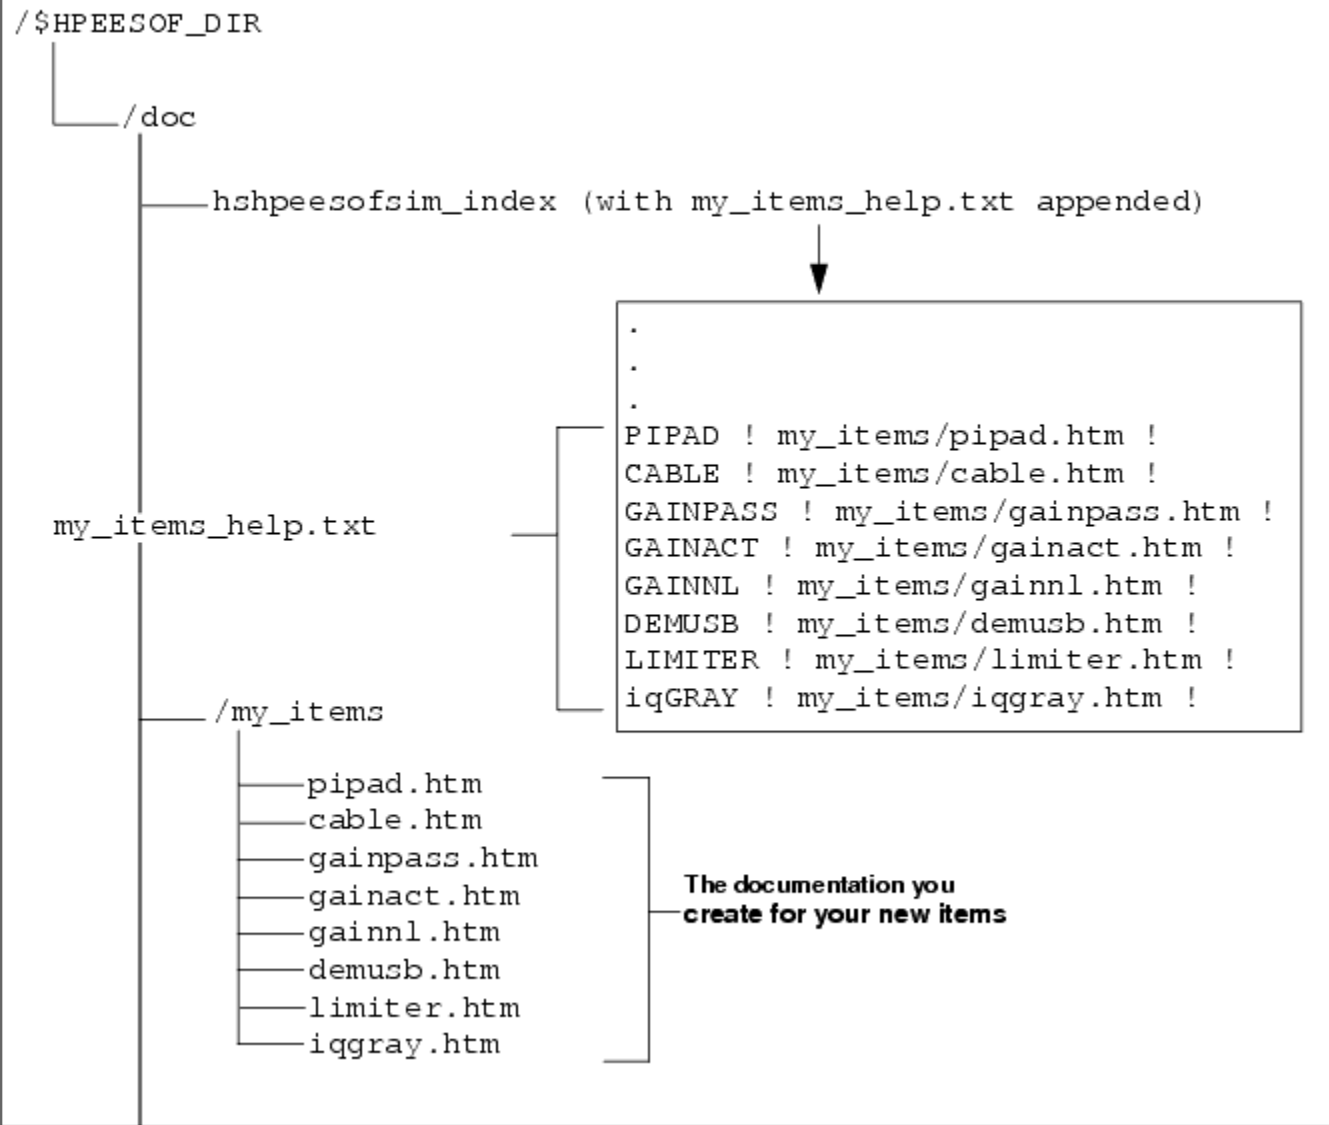 /$HPEESOF_DIR
/doc
hshpeesofsim_index (with my_items_help.txt appended)
.
.
.
PIPAD ! my_items/pipad.htm !
CABLE ! my_items/cable.htm !
GAINPASS ! my_items/gainpass.htm !
my_items_help.txt
GAINACT ! my_items/gainact.htm !
GAINNL ! my_items/gainnl.htm !
DEMUSB ! my_items/demusb.htm !
LIMITER ! my_items/limiter.htm !
iqGRAY ! my_items/iqgray.htm !
/my_items
pipad.htm
cable.htm
gainpass.htm
gainact.htm
gainnl.htm
demusb.htm
limiter.htm
iqgray.htm
The documentation you
create for your new items